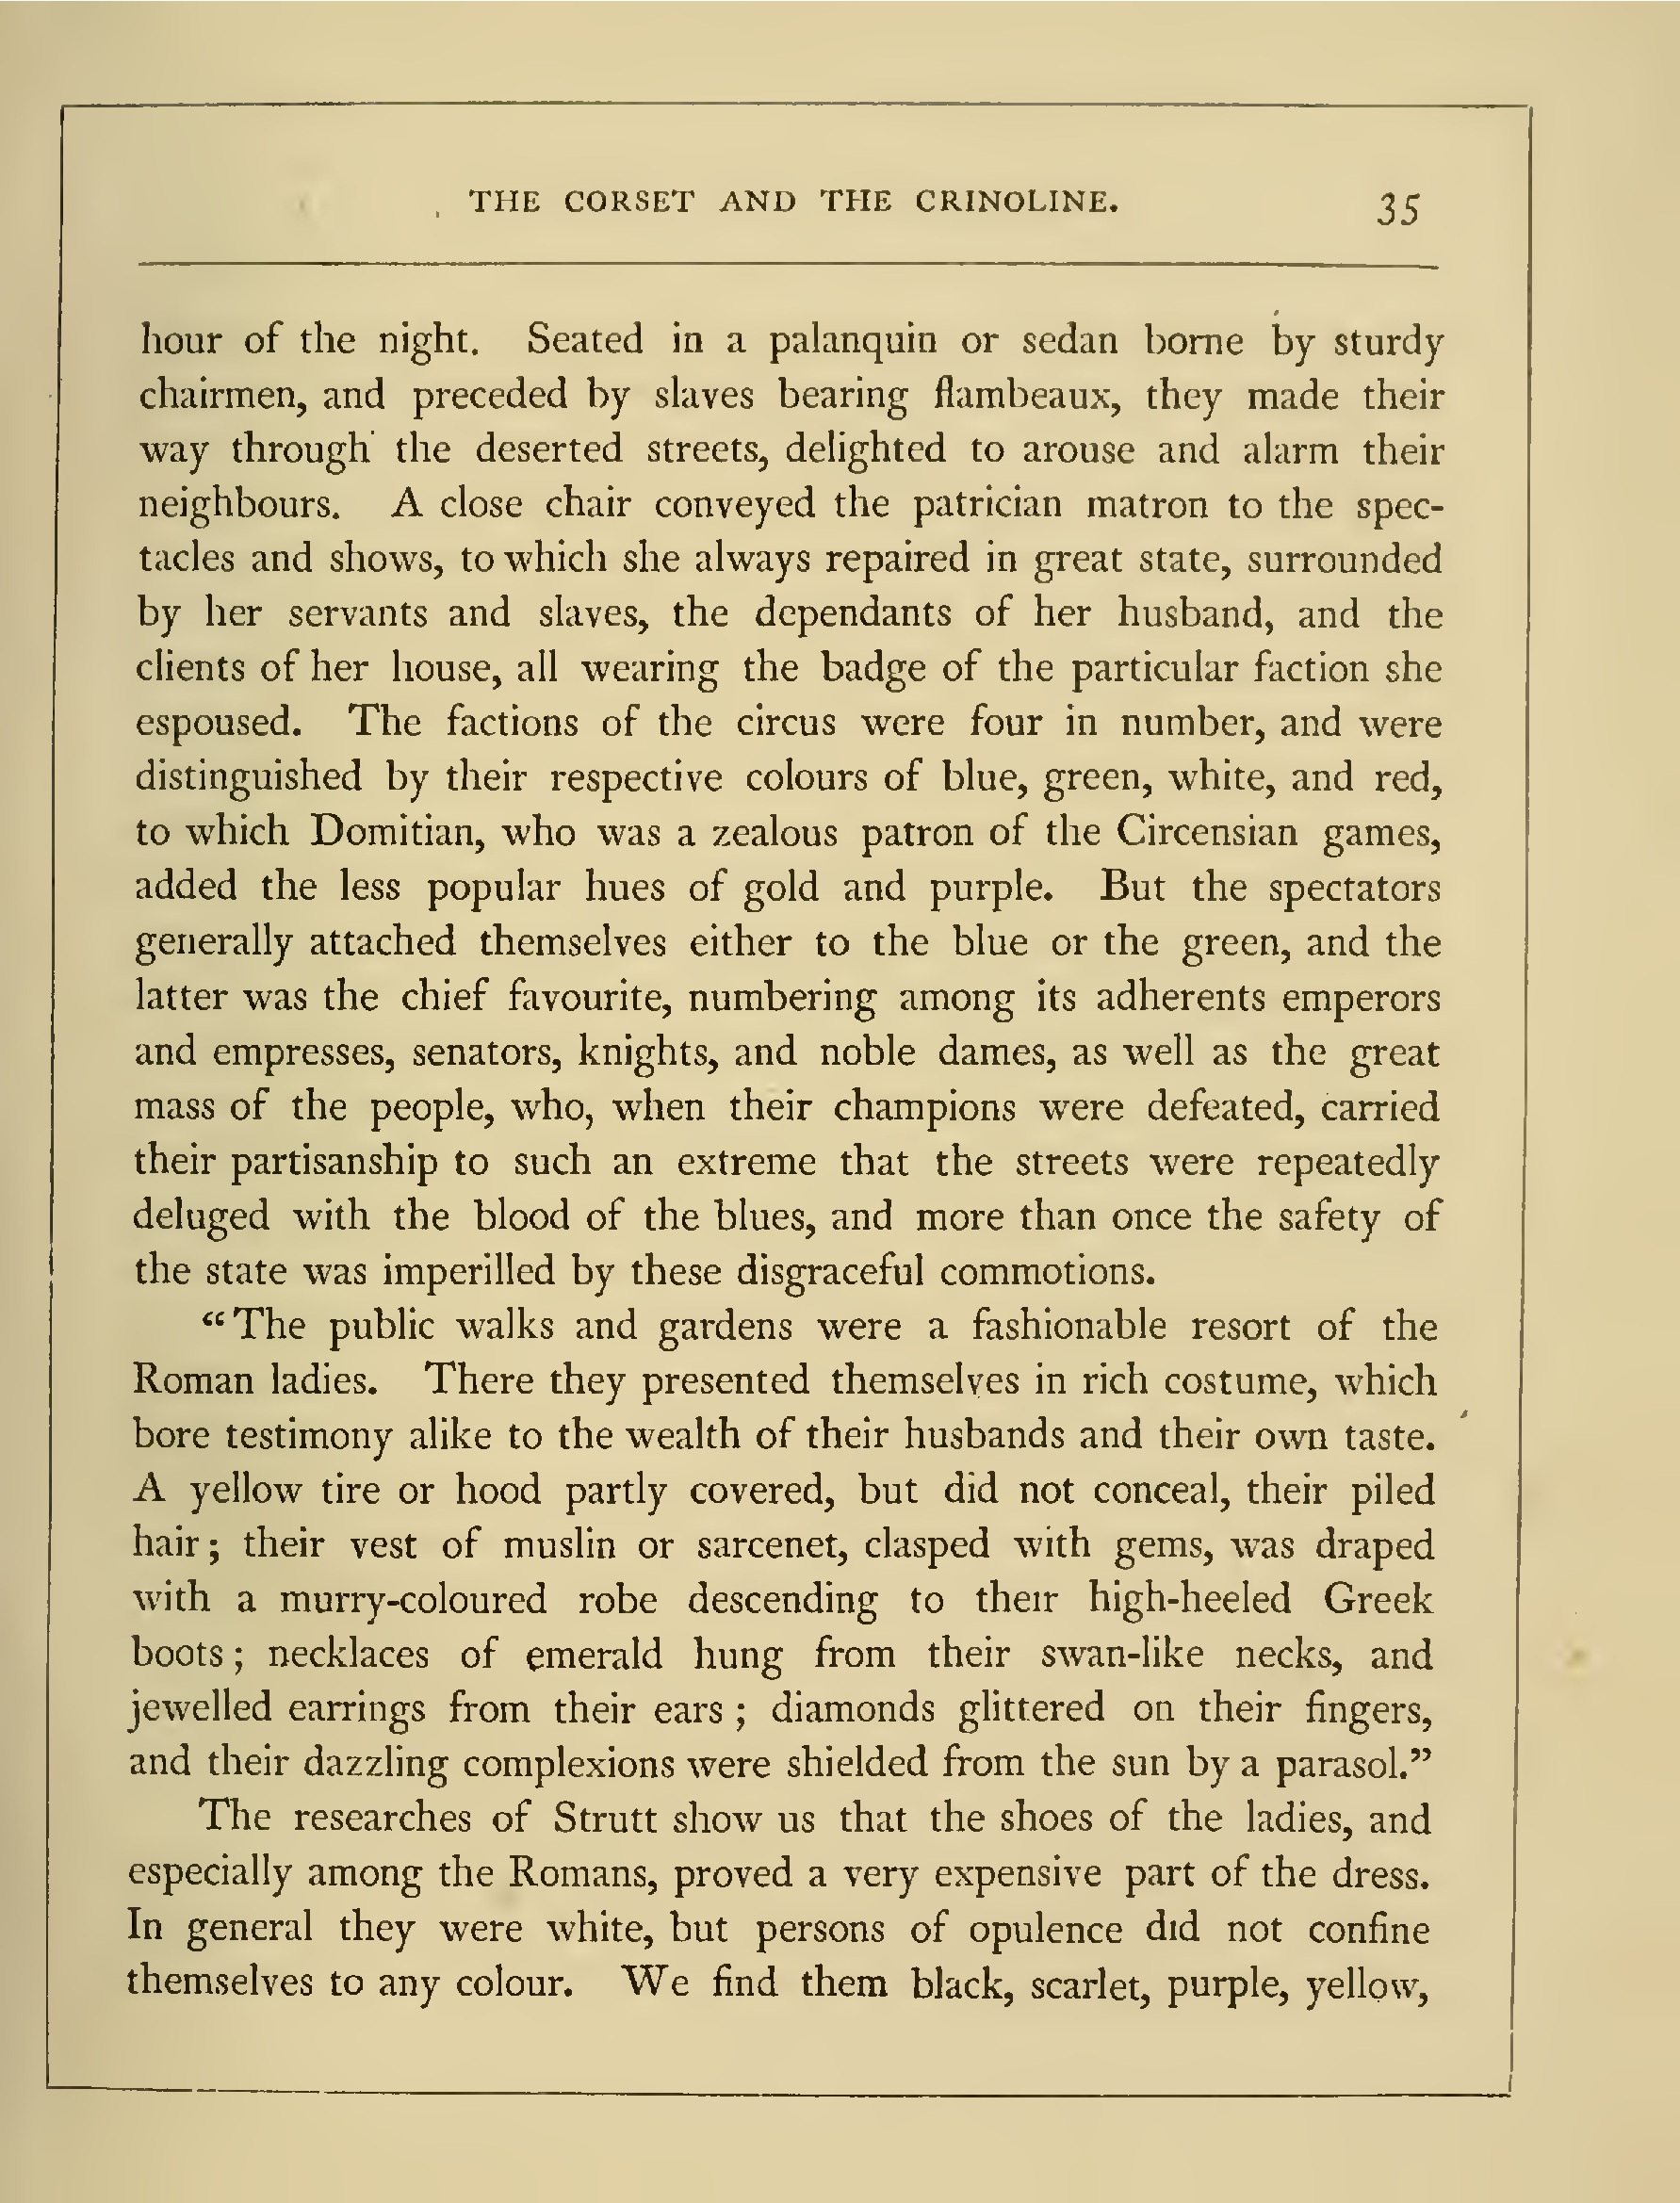 THE CORSET AND THE CRINOLINE. 35
hour of the night. Seated in a palanquin or sedan borne by sturdy
chairmen, and preceded by slaves bearing flambeaux, they made their
way through the deserted streets, delighted to arouse and alarm their
neighbours. A close chair conveyed the patrician matron to the spec-
tacles and shows, to which she always repaired in great state, surrounded
by her servants and slaves, the dependants of her husband, and the
clients of her house, all wearing the badge of the particular faction she
espoused. The factions of the circus were four in number, and were
distinguished by their respective colours of blue, green, white, and red,
to which Domitian, who was a zealous patron of the Circensian games,
added the less popular hues of gold and purple. But the spectators
generally attached themselves either to the blue or the green, and the
latter was the chief favourite, numbering among its adherents emperors
and empresses, senators, knights, and noble dames, as well as the great
mass of the people, who, when their champions were defeated, carried
their partisanship to such an extreme that the streets were repeatedly
deluged with the blood of the blues, and more than once the safety of
the state was imperilled by these disgraceful commotions.
“The public walks and gardens were a fashionable resort of the
Roman ladies. There they presented themselves in rich costume, which
bore testimony alike to the wealth of their husbands and their own taste.
A yellow tire or hood partly covered, but did not conceal, their piled
hair; their vest of muslin or sarcenet, clasped with gems, was draped
with a murry-coloured robe descending to their high-heeled Greek
boots; necklaces of emerald hung from their swan-like necks, and
jewelled earrings from their ears; diamonds glittered on their fingers,
and their dazzling complexions were shielded from the sun by a parasol.”
The researches of Strutt show us that the shoes of the ladies, and
especially among the Romans, proved a very expensive part of the dress.
In general they were white, but persons of opulence did not confine
themselves to any colour. We find them black, scarlet, purple, yellow,